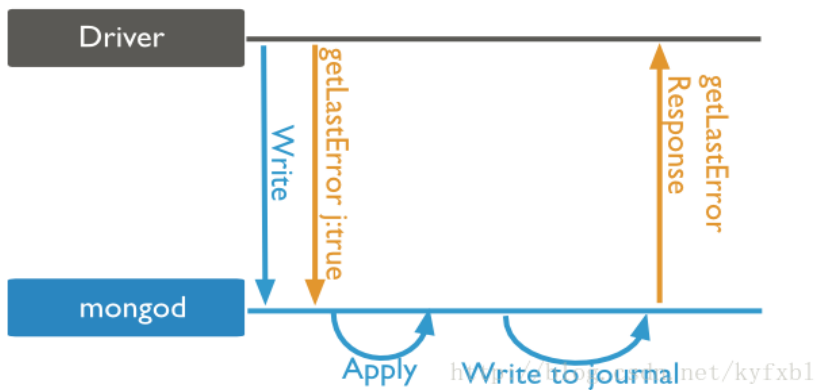 Driver
Write
getLastError j:true
getLastError
Response
mongod
Apply
Write to journal